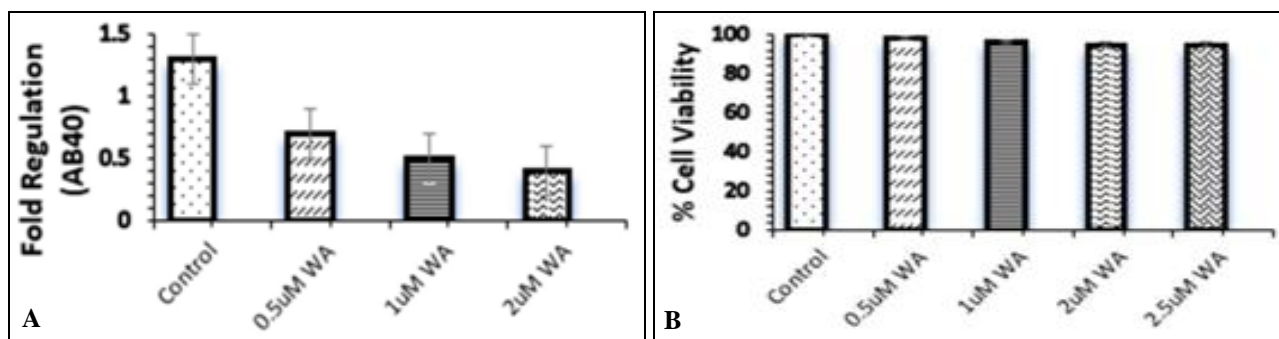 Fold Regulation
(AB40)
1.5
1
0.5
0
Control
0.5uM WA
1uM WA
2uM WA
A
% Cell Viability
100
80
60
40
20
0
Control
0.5uM WA
1uM WA
2uM WA
2.5uM WA
B